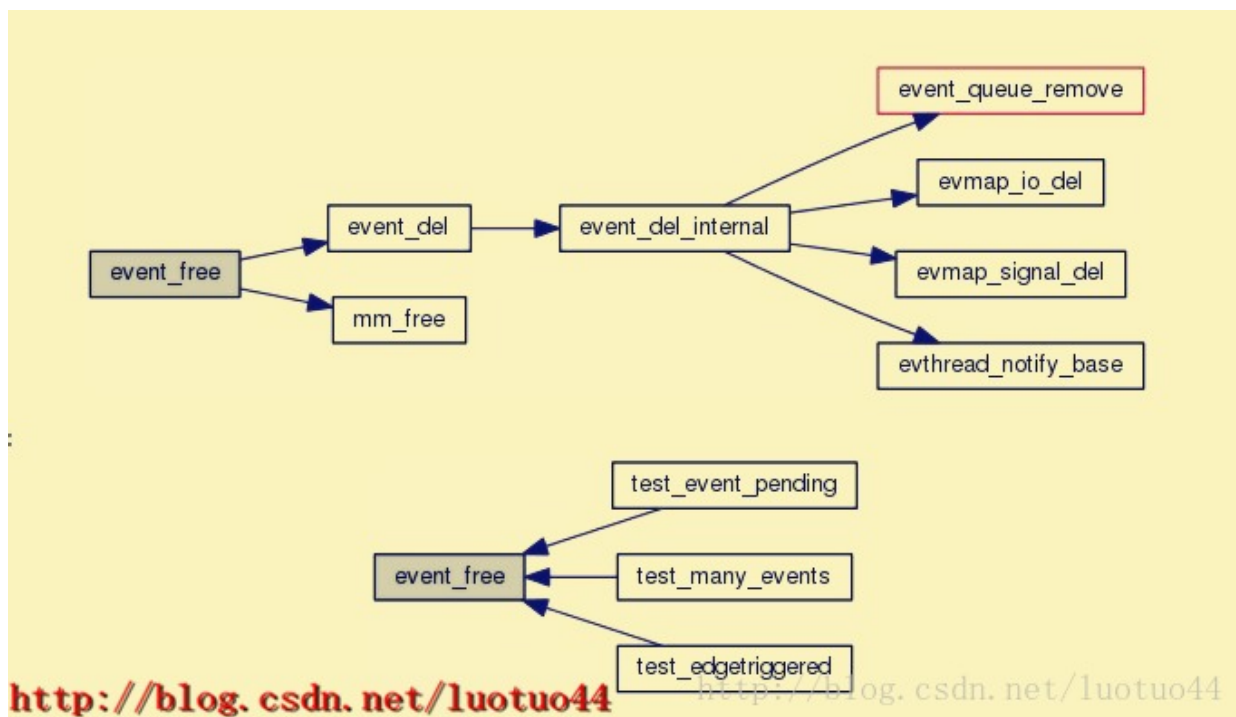 event_queue_remove
evmap_io_del
event_del
event_del_internal
event_free
evmap_signal_del
mm_free
evthread_notify_base
:
test_event_pending
event_free
test_many_events
test_edgetriggered
http://blog.csdn.net/luotuo44
http://blog.csdn.net/luotuo44